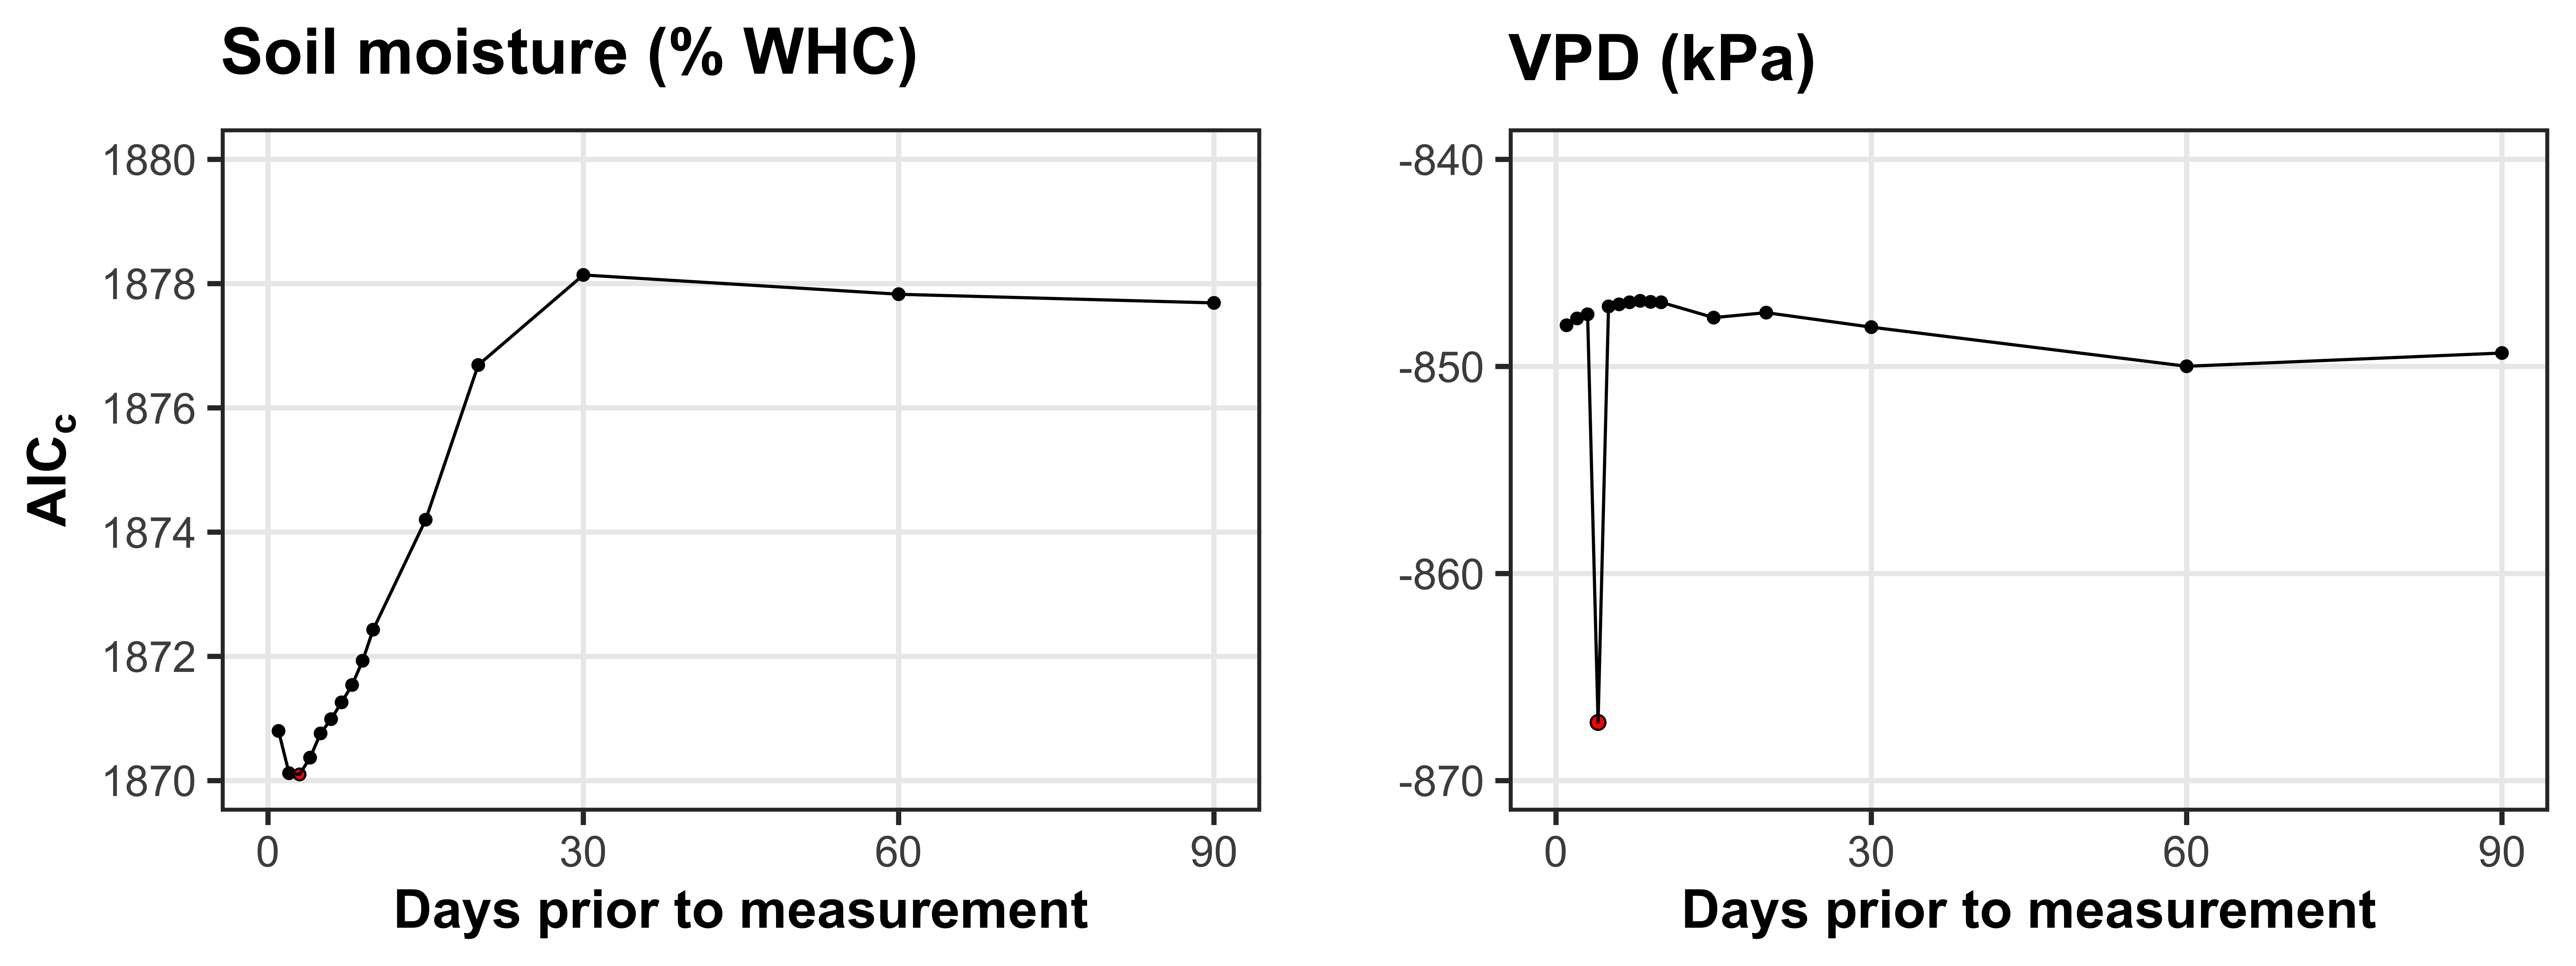 Soil moisture (% WHC)
1880
1878
1876
1874
1872
1870
AICc
0 30 60 90
Days prior to measurement
VPD (kPa)
-840
-850
-860
-870
0 30 60 90
Days prior to measurement